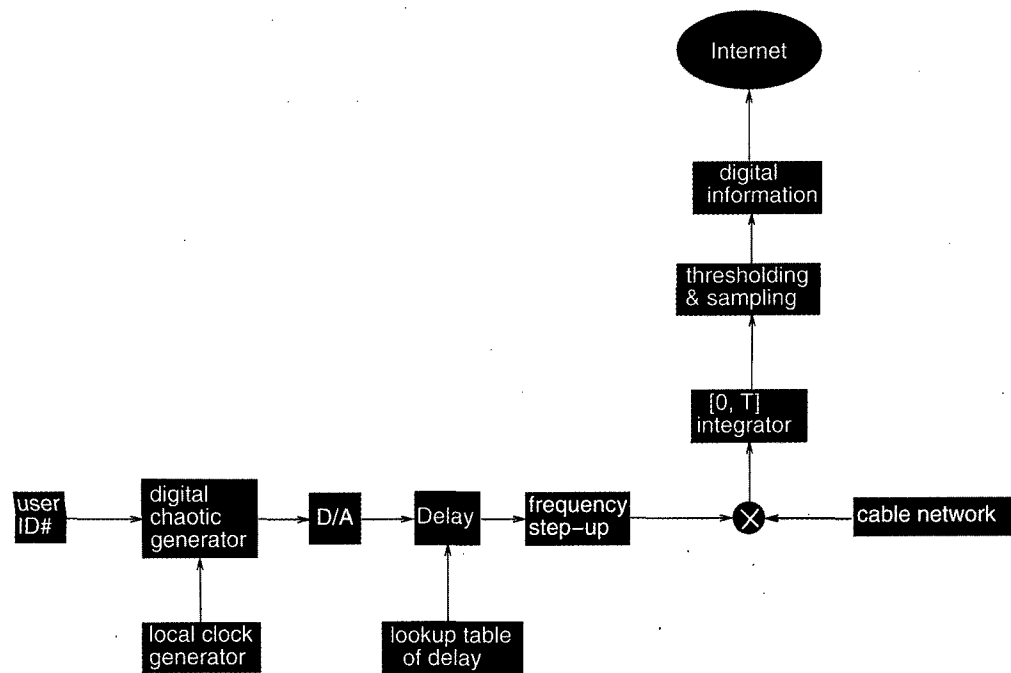 Internet
digital
information
thresholding
& sampling
[0, T]
integrator
user
ID#
digital
chaotic
generator
D/A
Delay
frequency
step-up
cable network
local clock
generator
lookup table
of delay